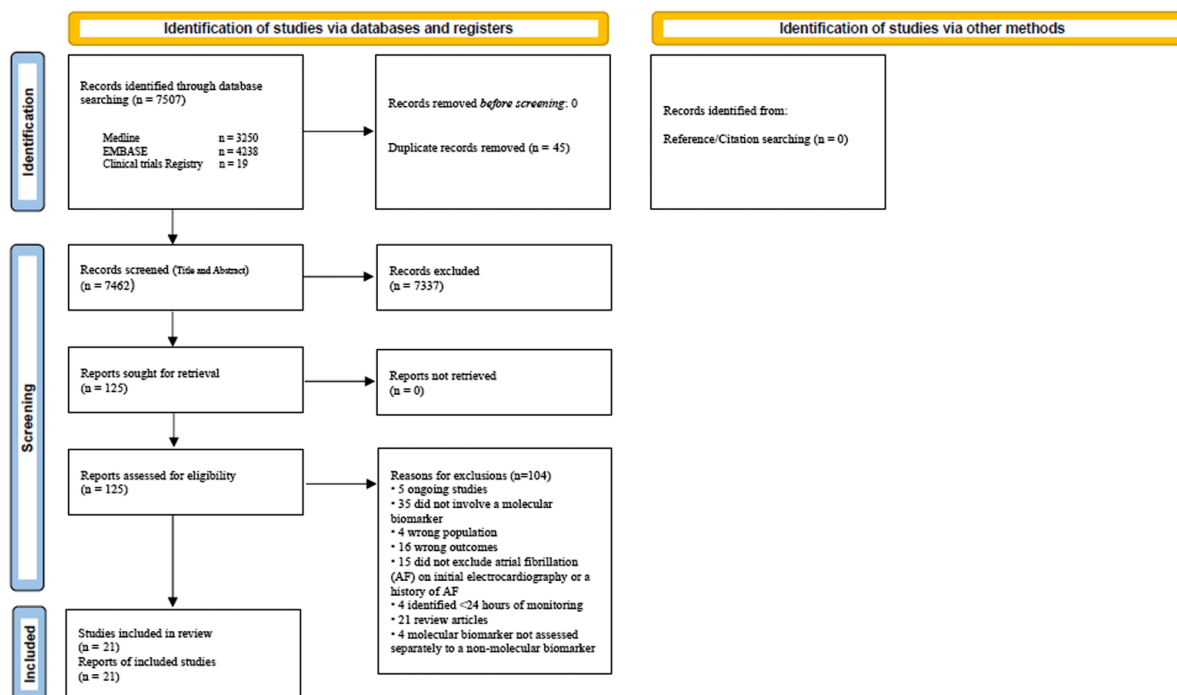 Identification of studies via databases and registers
Identification of studies via other methods
Identification
Records identified through database
searching (n = 7507)
Medline n = 3250
EMBASE n = 4238
Clinical trials Registry n = 19
Records removed before screening: 0
Duplicate records removed (n = 45)
Records identified from:
Reference/Citation searching (n = 0)
Screening
Records screened (Title and Abstract)
(n = 7462)
Records excluded
(n = 7337)
Reports sought for retrieval
(n = 125)
Reports not retrieved
(n = 0)
Reports assessed for eligibility
(n = 125)
Reasons for exclusions (n=104)
• 5 ongoing studies
• 35 did not involve a molecular
biomarker
• 4 wrong population
• 16 wrong outcomes
• 15 did not exclude atrial fibrillation
(AF) on initial electrocardiography or a
history of AF
• 4 identified <24 hours of monitoring
• 21 review articles
• 4 molecular biomarker not assessed
separately to a non-molecular biomarker
Included
Studies included in review
(n = 21)
Reports of included studies
(n = 21)